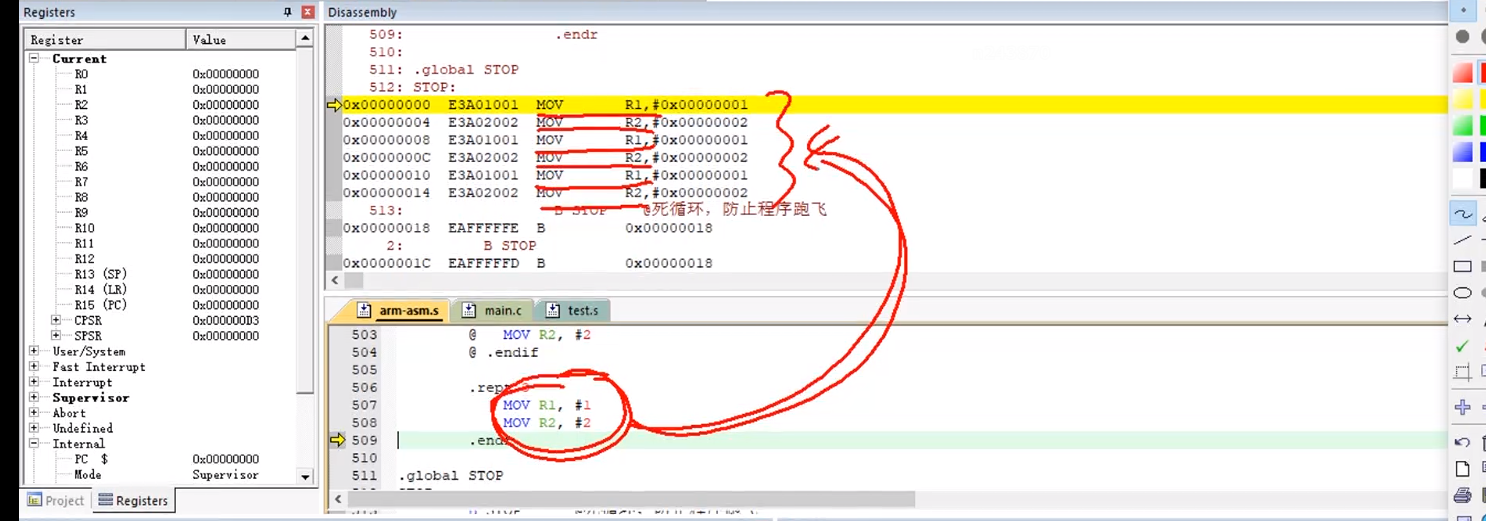 Registers
Register Value
Current
R0 0x00000000
R1 0x00000000
R2 0x00000000
R3 0x00000000
R4 0x00000000
R5 0x00000000
R6 0x00000000
R7 0x00000000
R8 0x00000000
R9 0x00000000
R10 0x00000000
R11 0x00000000
R12 0x00000000
R13 (SP) 0x00000000
R14 (LR) 0x00000000
R15 (PC) 0x00000000
CPSR 0x000000D3
SPSR 0x00000000
User/System
Fast Interrupt
Interrupt
Supervisor
Abort
Undefined
Internal
PC $ 0x00000000
Mode Supervisor
Project Registers
Disassembly
509: .endr
510:
511: .global STOP
512: STOP:
0x00000000 E3A01001 MOV R1,#0x00000001
0x00000004 E3A02002 MOV R2,#0x00000002
0x00000008 E3A01001 MOV R1,#0x00000001
0x0000000C E3A02002 MOV R2,#0x00000002
0x00000010 E3A01001 MOV R1,#0x00000001
0x00000014 E3A02002 MOV R2,#0x00000002
513: B STOP @死循环，防止程序跑飞
0x00000018 EAFFFFFE B 0x00000018
2: B STOP
0x0000001C EAFFFFFD B 0x00000018
arm-asm.s main.c test.s
503 @ MOV R2, #2
504 @ .endif
505
506 .rept
507 MOV R1, #1
508 MOV R2, #2
509
510
511 .global STOP